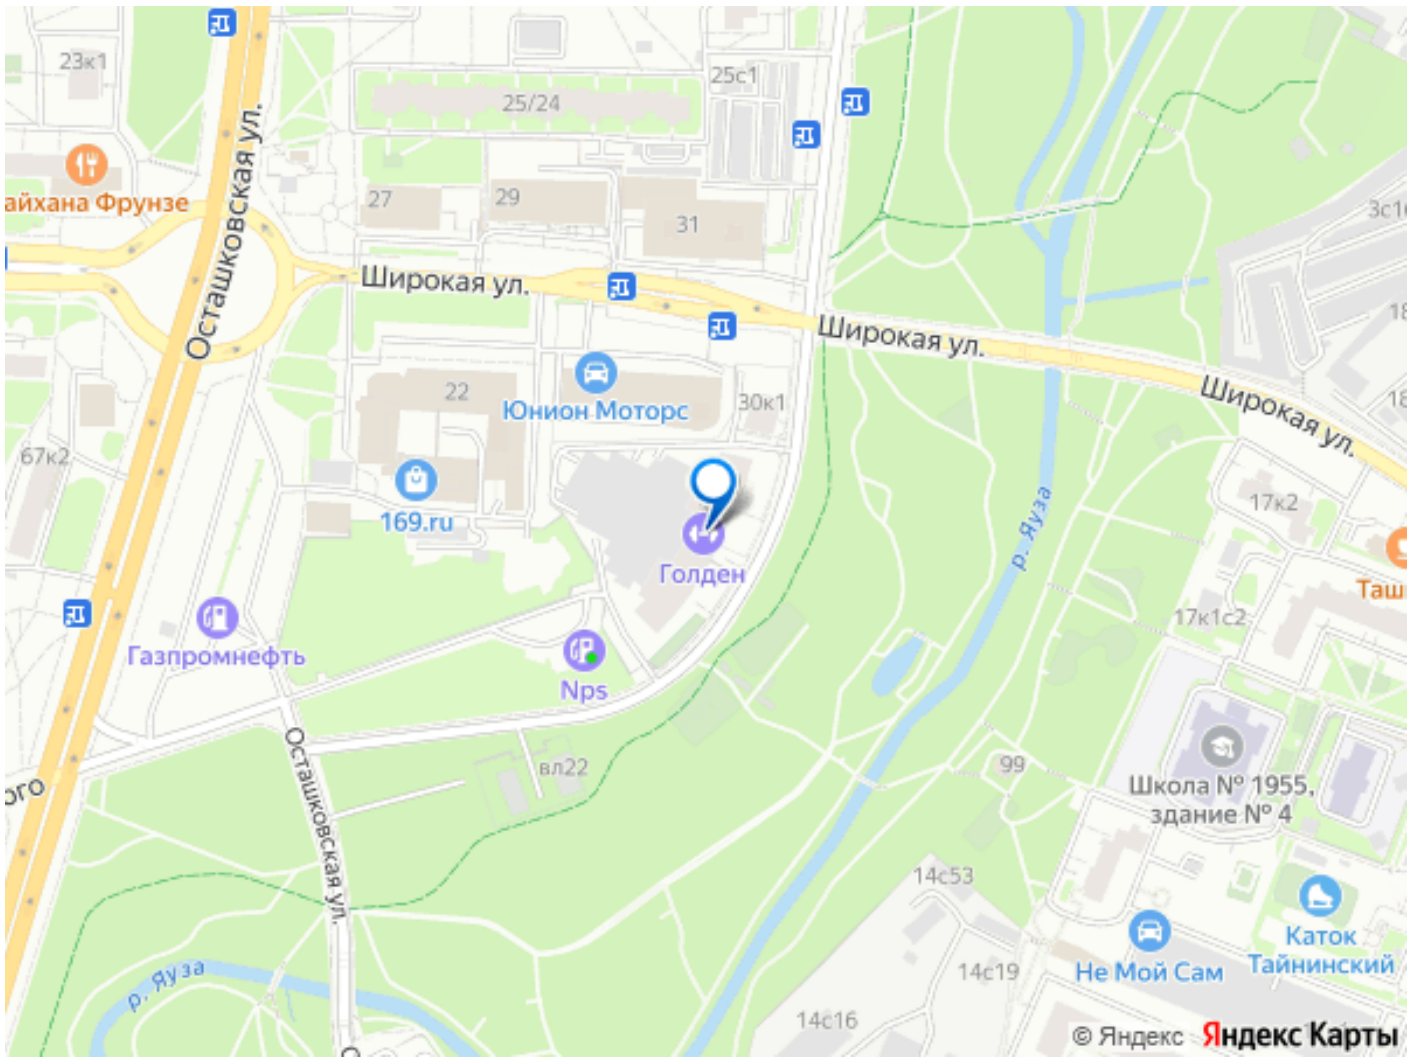 23к1
25с1
25/24
Осташковская ул.
айхана Фрунзе
27
29
31
3с1
Широкая ул.
Широкая ул.
18
Широкая ул.
18
22
Юнион Моторс
30к1
67к2
169.ru
Голден
р. Яуза
17к2
Таш
17к1с2
Газпромнефть
Nps
ого
Осташковская ул.
вл22
99
Школа № 1955,
здание № 4
14с53
р. Яуза
14с19
Не Мой Сам
Каток
Тайнинский
14с16
© Яндекс Яндекс Карты